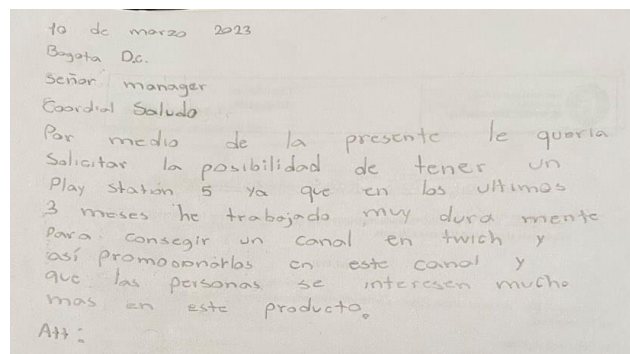 10 de marzo 2023
Bogota D.C.
Señor manager
Coordial Saludo
Por medio de la presente le quería
Solicitar la posibilidad de tener un
Play Station 5 ya que en los ultimos
3 meses he trabajado muy dura mente
Para consegir un canal en twich y
así promocionarlos en este canal y
que las personas se interesen mucho
mas en este producto.
Att: